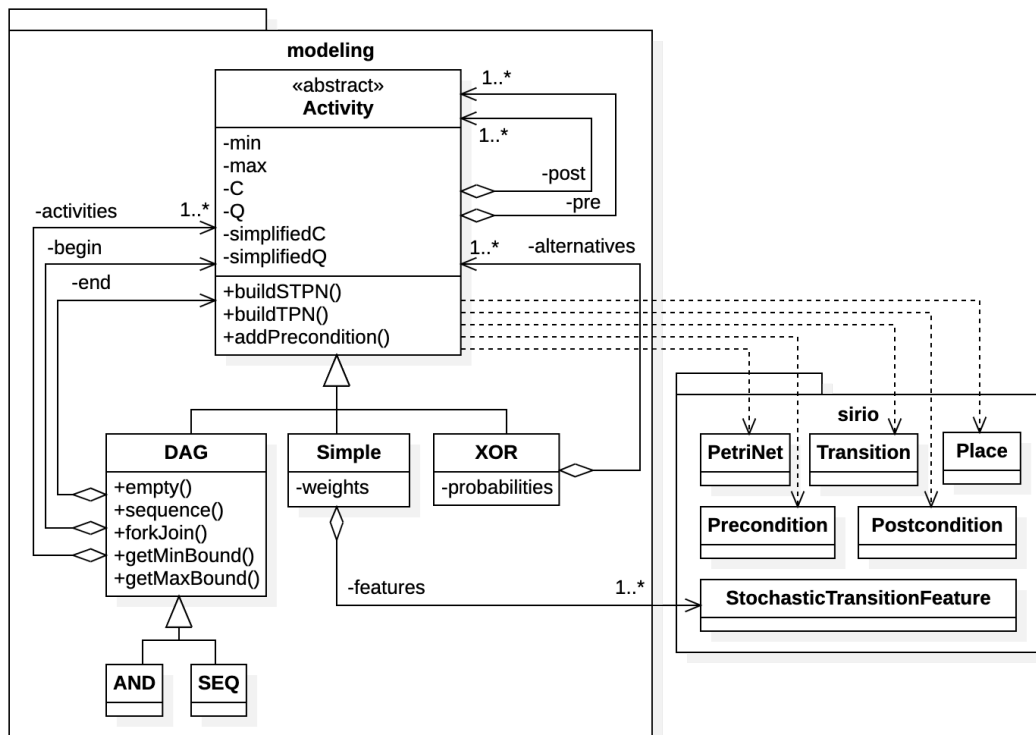 modeling
«abstract»
Activity
-min
-max
-C
-Q
-simplifiedC
-simplifiedQ
+buildSTPN()
+buildTPN()
+addPrecondition()
1..*
1..*
-post
-pre
-activities
1..*
-begin
-end
1..*
-alternatives
DAG
+empty()
+sequence()
+forkJoin()
+getMinBound()
+getMaxBound()
Simple
-weights
XOR
-probabilities
-features
1..*
AND
SEQ
sirio
PetriNet
Transition
Place
Precondition
Postcondition
StochasticTransitionFeature